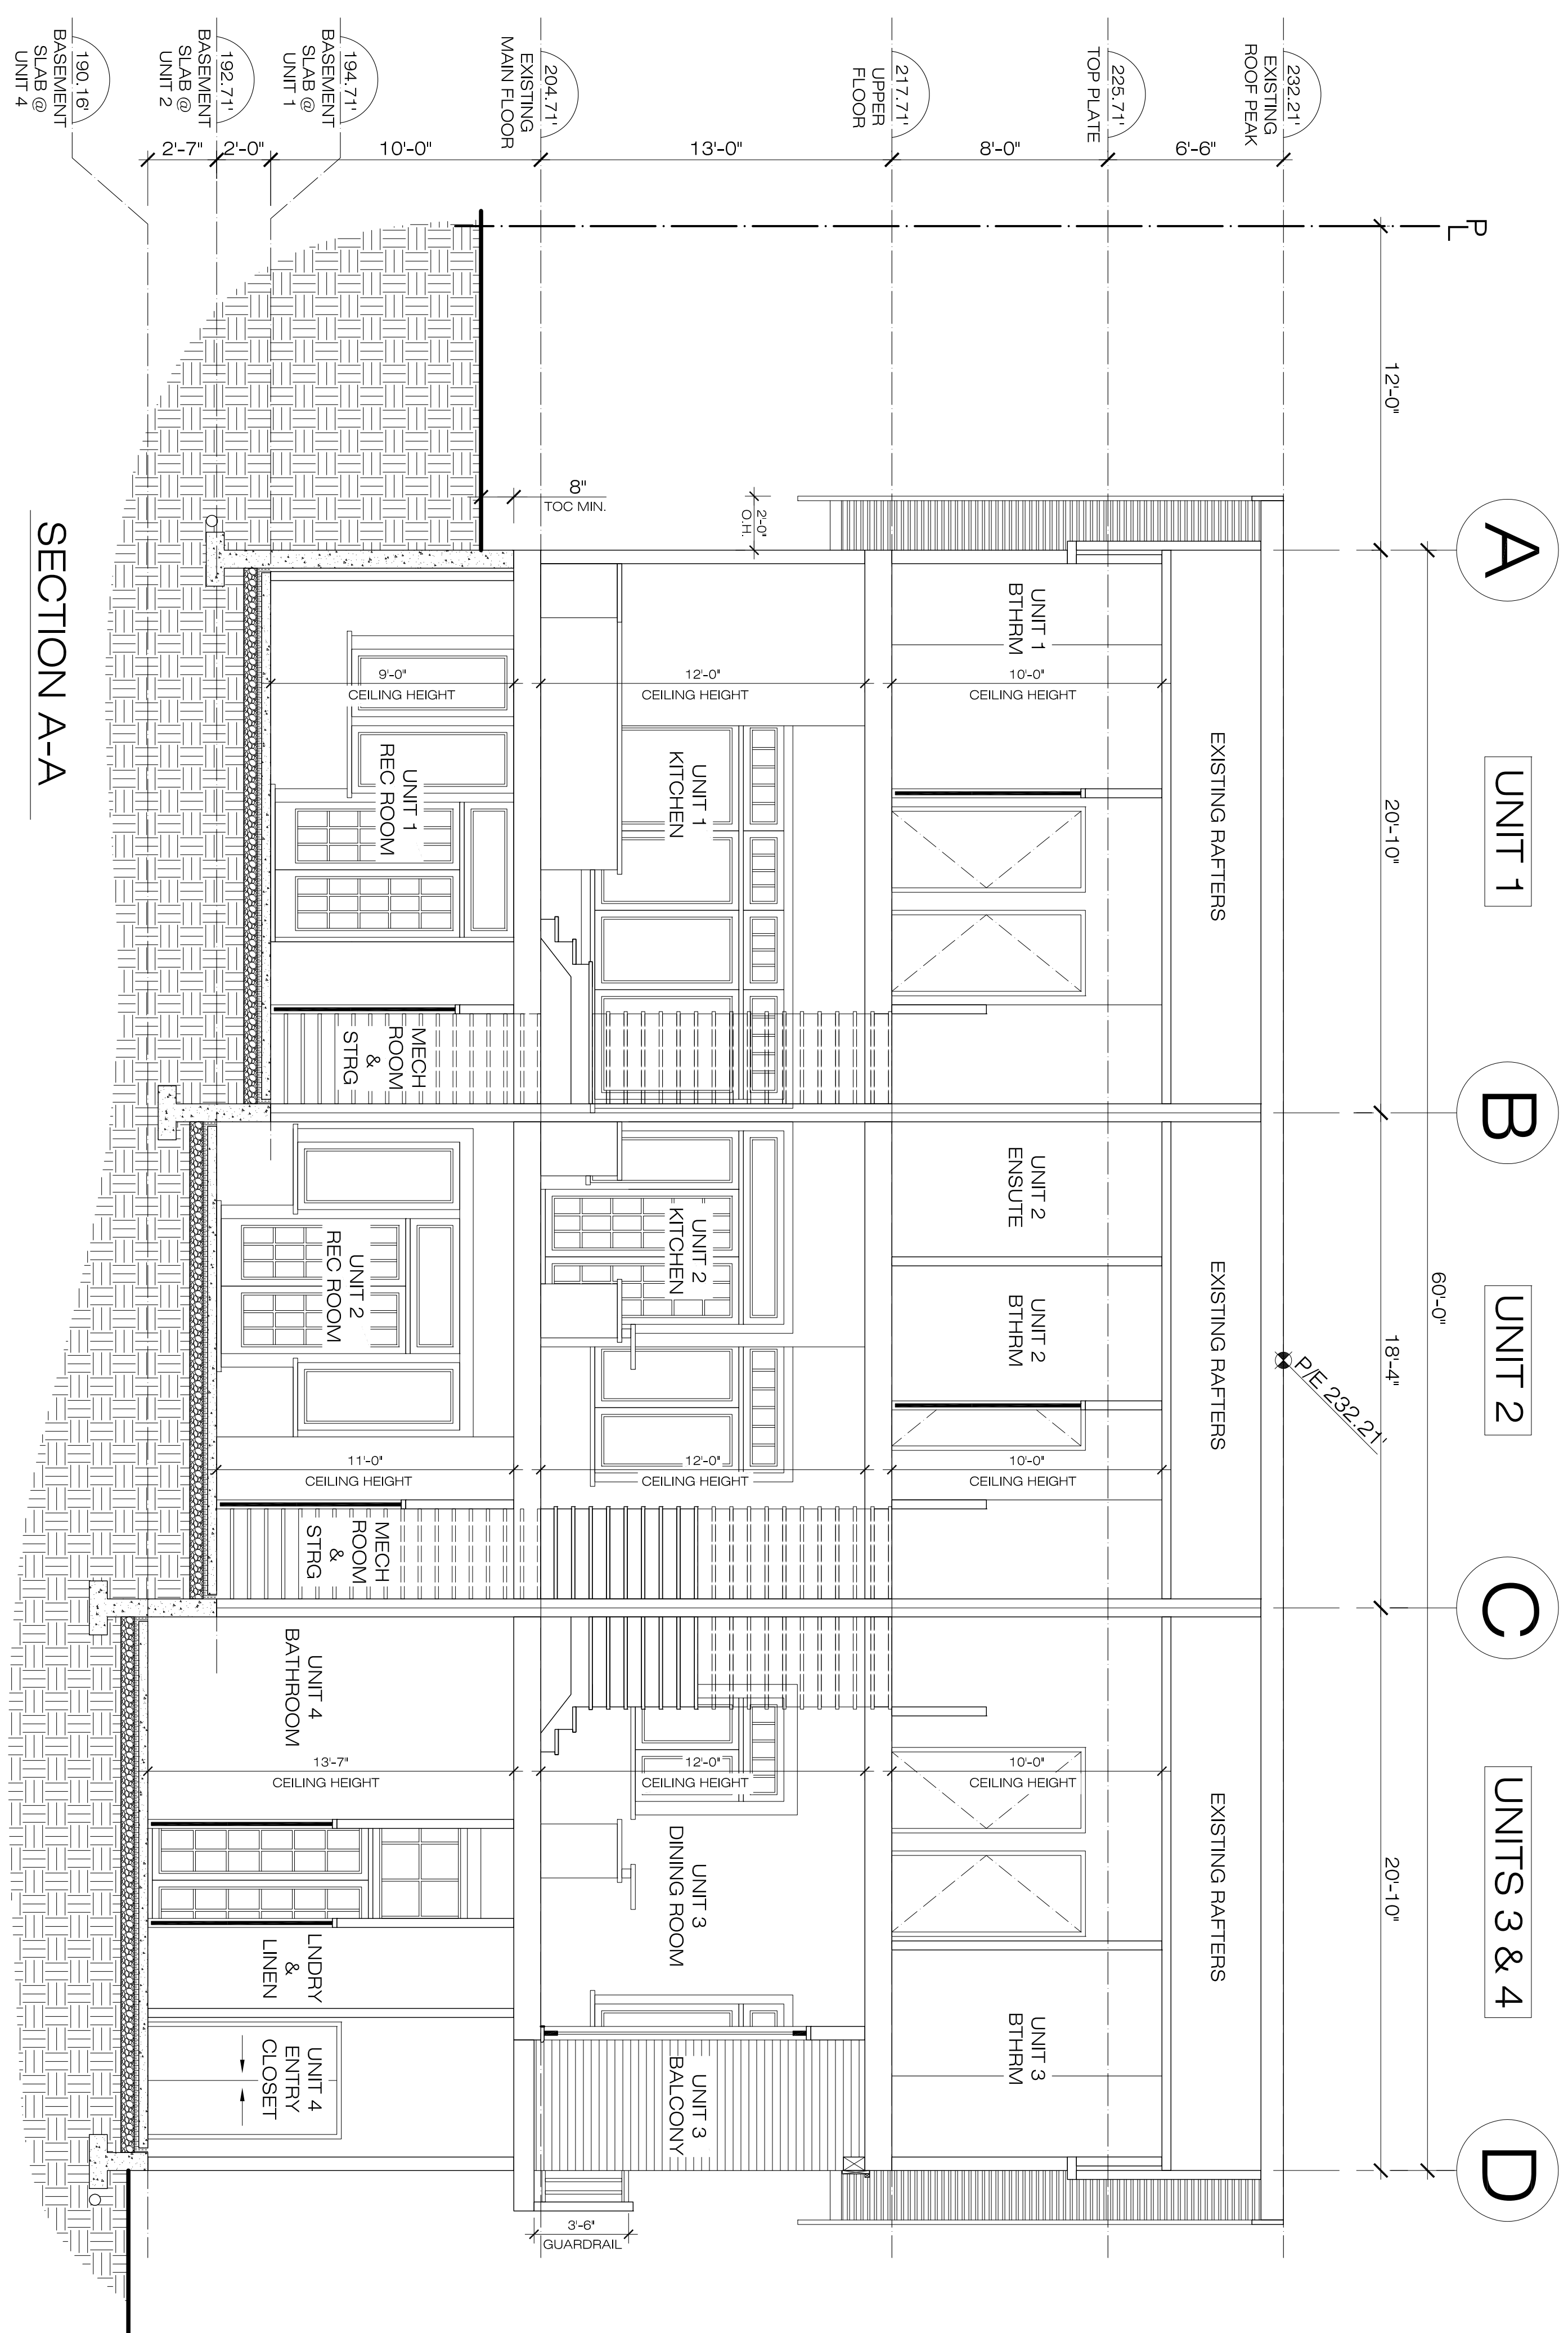 P
L
A
B
C
D
UNIT 1
UNIT 2
UNITS 3 & 4
60'-0"
12'-0"
20'-10"
18'-4"
20'-10"
P/E 232.21'
232.21'
EXISTING
ROOF PEAK
225.71'
TOP PLATE
217.71'
UPPER
FLOOR
204.71'
EXISTING
MAIN FLOOR
194.71'
BASEMENT
SLAB @
UNIT 1
192.71'
BASEMENT
SLAB @
UNIT 2
190.16'
BASEMENT
SLAB @
UNIT 4
6'-6"
8'-0"
13'-0"
10'-0"
2'-0"
2'-7"
EXISTING RAFTERS
EXISTING RAFTERS
EXISTING RAFTERS
UNIT 1
BTHRM
10'-0"
CEILING HEIGHT
UNIT 2
ENSUTE
UNIT 2
BTHRM
10'-0"
CEILING HEIGHT
10'-0"
CEILING HEIGHT
UNIT 3
BTHRM
2'-0"
O.H.
8"
TOC MIN.
12'-0"
CEILING HEIGHT
UNIT 1
KITCHEN
UNIT 2
KITCHEN
12'-0"
CEILING HEIGHT
12'-0"
CEILING HEIGHT
UNIT 3
DINING ROOM
UNIT 3
BALCONY
3'-6"
GUARDRAIL
9'-0"
CEILING HEIGHT
UNIT 1
REC ROOM
MECH
ROOM
&
STRG
UNIT 2
REC ROOM
11'-0"
CEILING HEIGHT
MECH
ROOM
&
STRG
UNIT 4
BATHROOM
13'-7"
CEILING HEIGHT
LNDRY
&
LINEN
UNIT 4
ENTRY
CLOSET
SECTION A-A